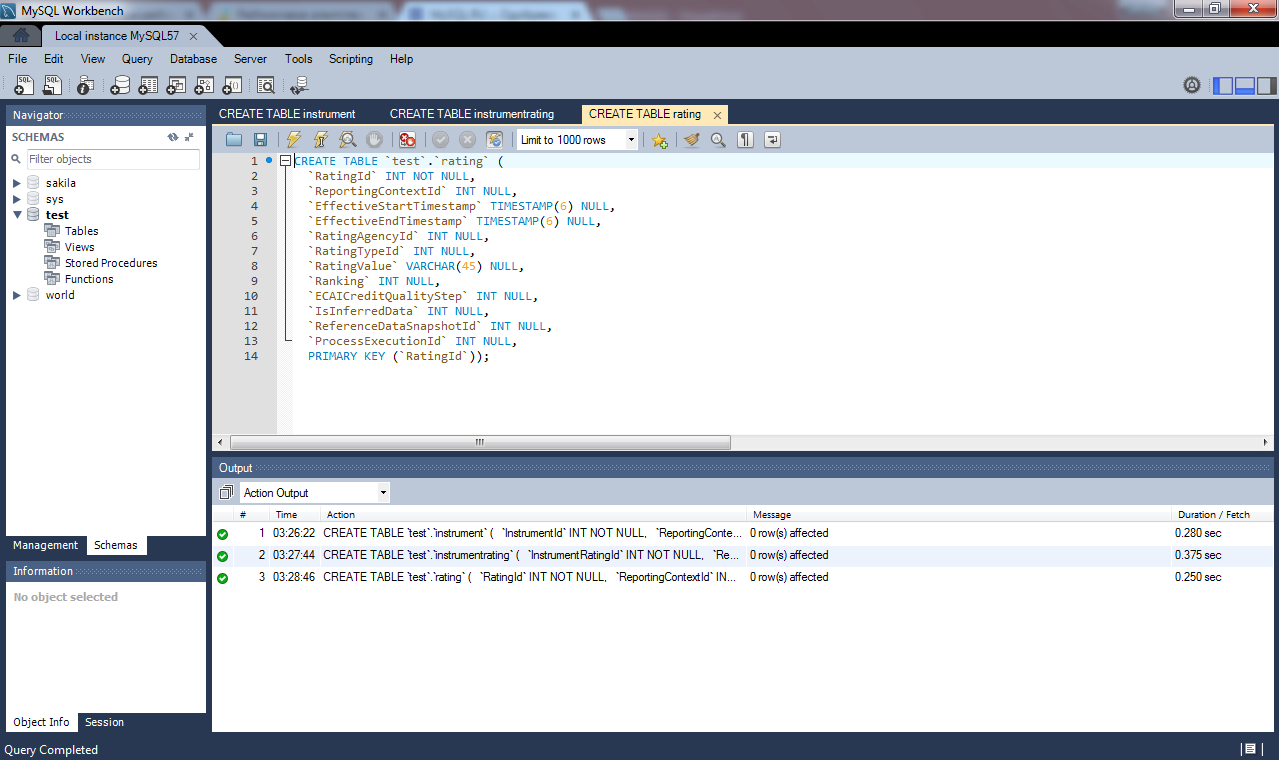 MySQL Workbench
Local instance MySQL57
File Edit View Query Database Server Tools Scripting Help
Navigator
SCHEMAS
Filter objects
sakila
sys
test
Tables
Views
Stored Procedures
Functions
world
Management Schemas
Information
No object selected
Object Info Session
CREATE TABLE instrument CREATE TABLE instrumentrating CREATE TABLE rating
Limit to 1000 rows
1 CREATE TABLE `test`.`rating` (
2 `RatingId` INT NOT NULL,
3 `ReportingContextId` INT NULL,
4 `EffectiveStartTimestamp` TIMESTAMP(6) NULL,
5 `EffectiveEndTimestamp` TIMESTAMP(6) NULL,
6 `RatingAgencyId` INT NULL,
7 `RatingTypeId` INT NULL,
8 `RatingValue` VARCHAR(45) NULL,
9 `Ranking` INT NULL,
10 `ECAICreditQualityStep` INT NULL,
11 `IsInferredData` INT NULL,
12 `ReferenceDataSnapshotId` INT NULL,
13 `ProcessExecutionId` INT NULL,
14 PRIMARY KEY (`RatingId`));
Output
Action Output
# Time Action Message Duration / Fetch
1 03:26:22 CREATE TABLE `test`.`instrument` ( `InstrumentId` INT NOT NULL, `ReportingConte... 0 row(s) affected 0.280 sec
2 03:27:44 CREATE TABLE `test`.`instrumentrating` ( `InstrumentRatingId` INT NOT NULL, `Re... 0 row(s) affected 0.375 sec
3 03:28:46 CREATE TABLE `test`.`rating` ( `RatingId` INT NOT NULL, `ReportingContextId` IN... 0 row(s) affected 0.250 sec
Query Completed